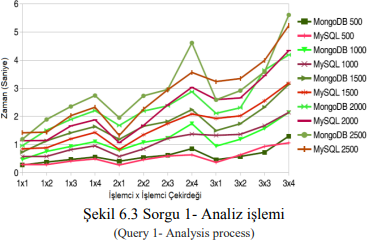 6
5
4
3
2
1
0
Zaman (Saniye)
1x1 1x2 1x3 1x4 2x1 2x2 2x3 2x4 3x1 3x2 3x3 3x4
İşlemci x İşlemci Çekirdeği
MongoDB 500
MySQL 500
MongoDB 1000
MySQL 1000
MongoDB 1500
MySQL 1500
MongoDB 2000
MySQL 2000
MongoDB 2500
MySQL 2500
Şekil 6.3 Sorgu 1- Analiz işlemi
(Query 1- Analysis process)